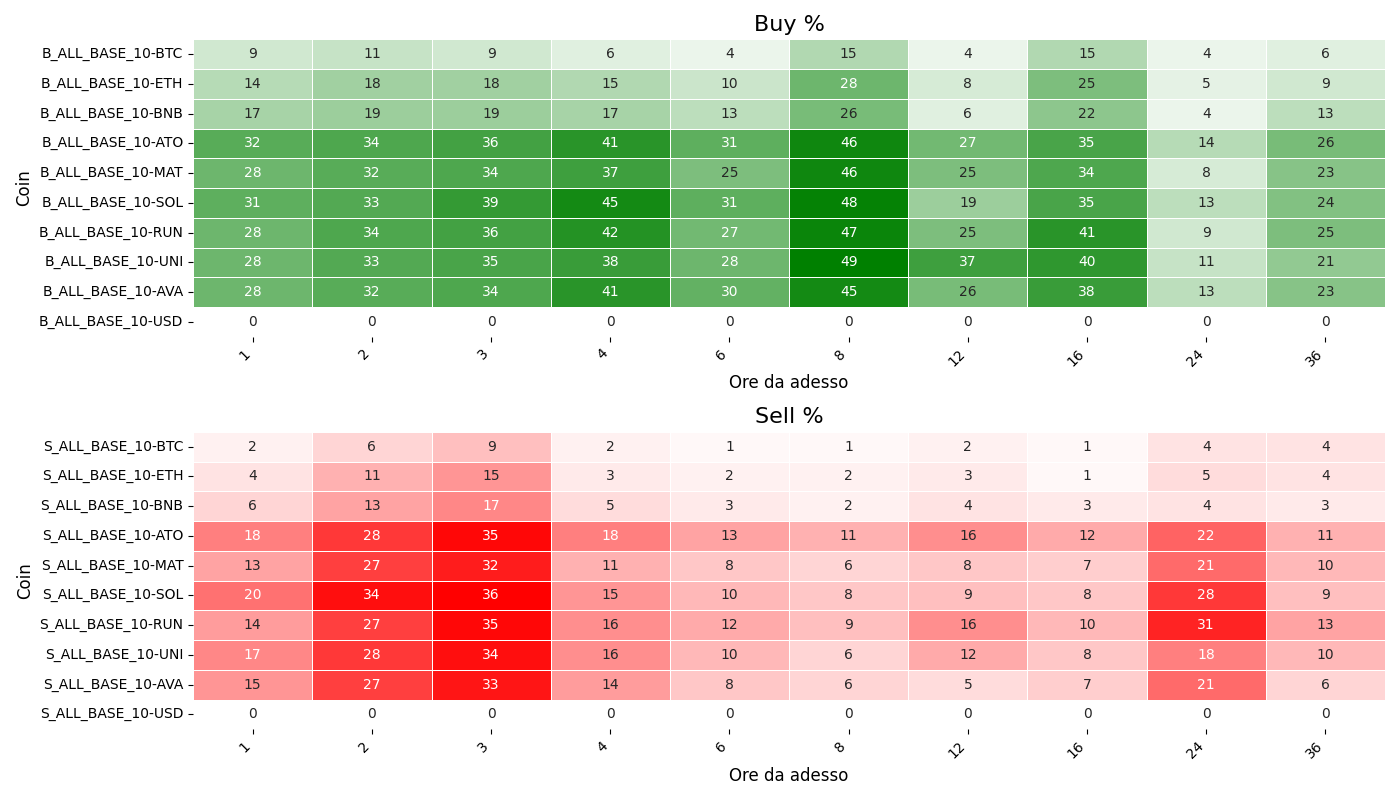 Buy %
Coin
B_ALL_BASE_10-BTC 9 11 9 6 4 15 4 15 4 6
B_ALL_BASE_10-ETH 14 18 18 15 10 28 8 25 5 9
B_ALL_BASE_10-BNB 17 19 19 17 13 26 6 22 4 13
B_ALL_BASE_10-ATO 32 34 36 41 31 46 27 35 14 26
B_ALL_BASE_10-MAT 28 32 34 37 25 46 25 34 8 23
B_ALL_BASE_10-SOL 31 33 39 45 31 48 19 35 13 24
B_ALL_BASE_10-RUN 28 34 36 42 27 47 25 41 9 25
B_ALL_BASE_10-UNI 28 33 35 38 28 49 37 40 11 21
B_ALL_BASE_10-AVA 28 32 34 41 30 45 26 38 13 23
B_ALL_BASE_10-USD 0 0 0 0 0 0 0 0 0 0
1 2 3 4 6 8 12 16 24 36
Ore da adesso
Sell %
Coin
S_ALL_BASE_10-BTC 2 6 9 2 1 1 2 1 4 4
S_ALL_BASE_10-ETH 4 11 15 3 2 2 3 1 5 4
S_ALL_BASE_10-BNB 6 13 17 5 3 2 4 3 4 3
S_ALL_BASE_10-ATO 18 28 35 18 13 11 16 12 22 11
S_ALL_BASE_10-MAT 13 27 32 11 8 6 8 7 21 10
S_ALL_BASE_10-SOL 20 34 36 15 10 8 9 8 28 9
S_ALL_BASE_10-RUN 14 27 35 16 12 9 16 10 31 13
S_ALL_BASE_10-UNI 17 28 34 16 10 6 12 8 18 10
S_ALL_BASE_10-AVA 15 27 33 14 8 6 5 7 21 6
S_ALL_BASE_10-USD 0 0 0 0 0 0 0 0 0 0
1 2 3 4 6 8 12 16 24 36
Ore da adesso